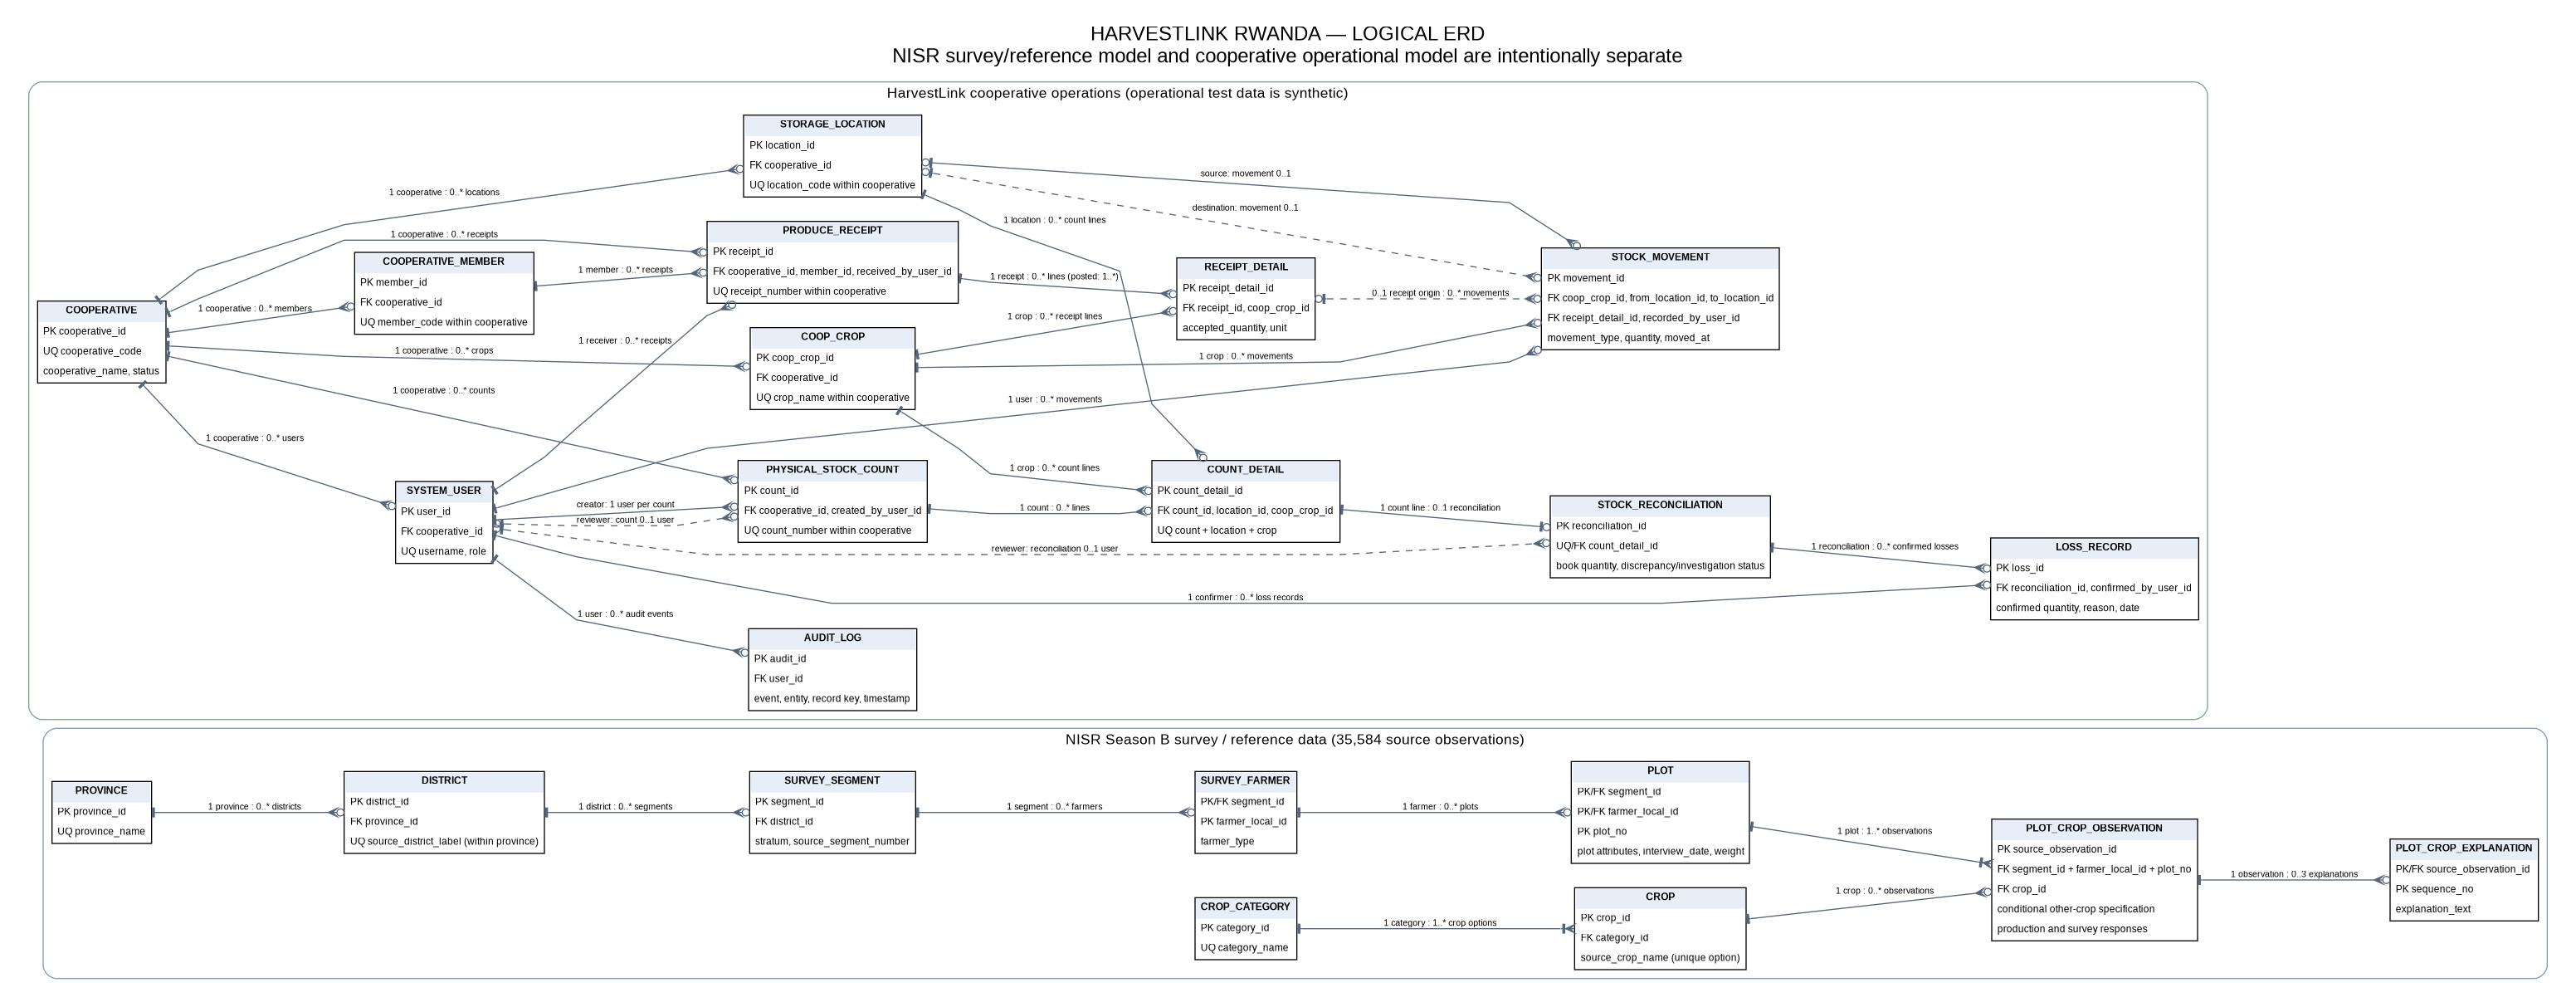 HARVESTLINK RWANDA — LOGICAL ERD
NISR survey/reference model and cooperative operational model are intentionally separate
HarvestLink cooperative operations (operational test data is synthetic)
STORAGE_LOCATION
PK location_id
FK cooperative_id
UQ location_code within cooperative
source: movement 0..1
destination: movement 0..1
1 cooperative : 0..* locations
1 location : 0..* count lines
PRODUCE_RECEIPT
PK receipt_id
FK cooperative_id, member_id, received_by_user_id
UQ receipt_number within cooperative
1 cooperative : 0..* receipts
COOPERATIVE_MEMBER
PK member_id
FK cooperative_id
UQ member_code within cooperative
1 member : 0..* receipts
1 receipt : 0..* lines (posted: 1..*)
RECEIPT_DETAIL
PK receipt_detail_id
FK receipt_id, coop_crop_id
accepted_quantity, unit
0..1 receipt origin : 0..* movements
STOCK_MOVEMENT
PK movement_id
FK coop_crop_id, from_location_id, to_location_id
FK receipt_detail_id, recorded_by_user_id
movement_type, quantity, moved_at
COOPERATIVE
PK cooperative_id
UQ cooperative_code
cooperative_name, status
1 cooperative : 0..* members
1 crop : 0..* receipt lines
1 receiver : 0..* receipts
1 cooperative : 0..* crops
COOP_CROP
PK coop_crop_id
FK cooperative_id
UQ crop_name within cooperative
1 crop : 0..* movements
1 cooperative : 0..* counts
1 user : 0..* movements
1 cooperative : 0..* users
1 crop : 0..* count lines
SYSTEM_USER
PK user_id
FK cooperative_id
UQ username, role
creator: 1 user per count
reviewer: count 0..1 user
PHYSICAL_STOCK_COUNT
PK count_id
FK cooperative_id, created_by_user_id
UQ count_number within cooperative
1 count : 0..* lines
COUNT_DETAIL
PK count_detail_id
FK count_id, location_id, coop_crop_id
UQ count + location + crop
1 count line : 0..1 reconciliation
reviewer: reconciliation 0..1 user
STOCK_RECONCILIATION
PK reconciliation_id
UQ/FK count_detail_id
book quantity, discrepancy/investigation status
1 reconciliation : 0..* confirmed losses
LOSS_RECORD
PK loss_id
FK reconciliation_id, confirmed_by_user_id
confirmed quantity, reason, date
1 confirmer : 0..* loss records
1 user : 0..* audit events
AUDIT_LOG
PK audit_id
FK user_id
event, entity, record key, timestamp
NISR Season B survey / reference data (35,584 source observations)
PROVINCE
PK province_id
UQ province_name
1 province : 0..* districts
DISTRICT
PK district_id
FK province_id
UQ source_district_label (within province)
1 district : 0..* segments
SURVEY_SEGMENT
PK segment_id
FK district_id
stratum, source_segment_number
1 segment : 0..* farmers
SURVEY_FARMER
PK/FK segment_id
PK farmer_local_id
farmer_type
1 farmer : 0..* plots
PLOT
PK/FK segment_id
PK/FK farmer_local_id
PK plot_no
plot attributes, interview_date, weight
1 plot : 1..* observations
CROP_CATEGORY
PK category_id
UQ category_name
1 category : 1..* crop options
CROP
PK crop_id
FK category_id
source_crop_name (unique option)
1 crop : 0..* observations
PLOT_CROP_OBSERVATION
PK source_observation_id
FK segment_id + farmer_local_id + plot_no
FK crop_id
conditional other-crop specification
production and survey responses
1 observation : 0..3 explanations
PLOT_CROP_EXPLANATION
PK/FK source_observation_id
PK sequence_no
explanation_text